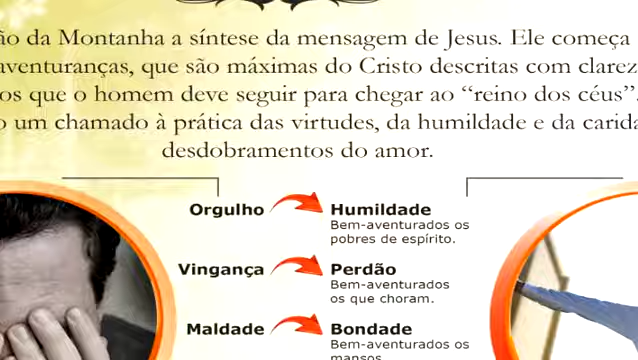 ão da Montanha a síntese da mensagem de Jesus. Ele começa
aventuranças, que são máximas do Cristo descritas com clarez
os que o homem deve seguir para chegar ao “reino dos céus”.
o um chamado à prática das virtudes, da humildade e da carida
desdobramentos do amor.
Orgulho Humildade
Bem-aventurados os
pobres de espírito.
Vingança Perdão
Bem-aventurados
os que choram.
Maldade Bondade
Bem-aventurados os
mansos